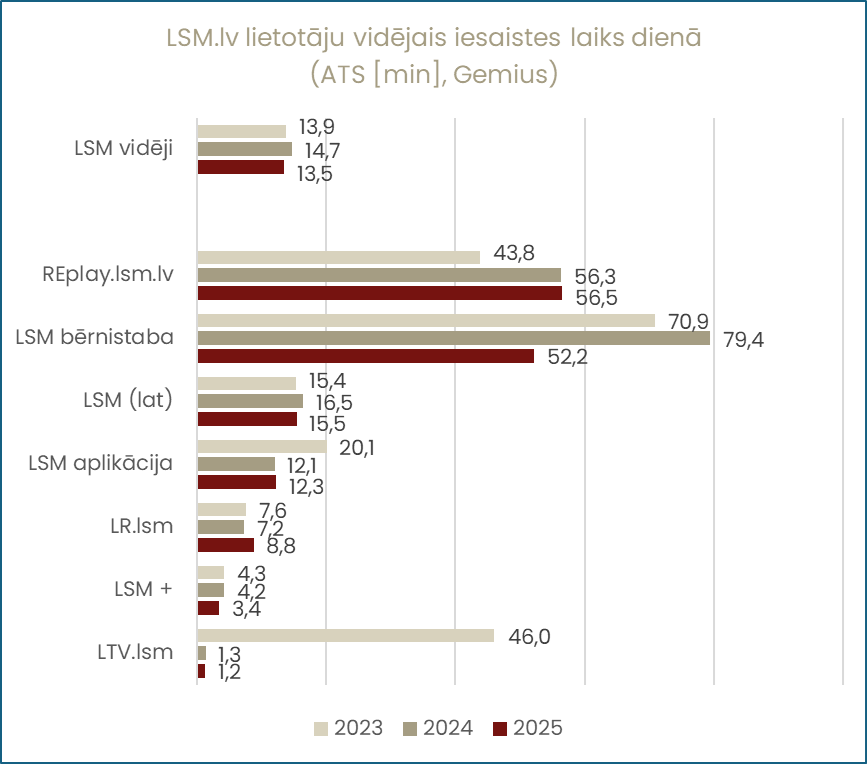 LSM.lv lietotāju vidējais iesaistes laiks dienā
(ATS [min], Gemius)
LSM vidēji
13,9
14,7
13,5
REplay.lsm.lv
43,8
56,3
56,5
LSM bērnistaba
70,9
79,4
52,2
LSM (lat)
15,4
16,5
15,5
LSM aplikācija
20,1
12,1
12,3
LR.lsm
7,6
7,2
8,8
LSM +
4,3
4,2
3,4
LTV.lsm
46,0
1,3
1,2
2023 2024 2025